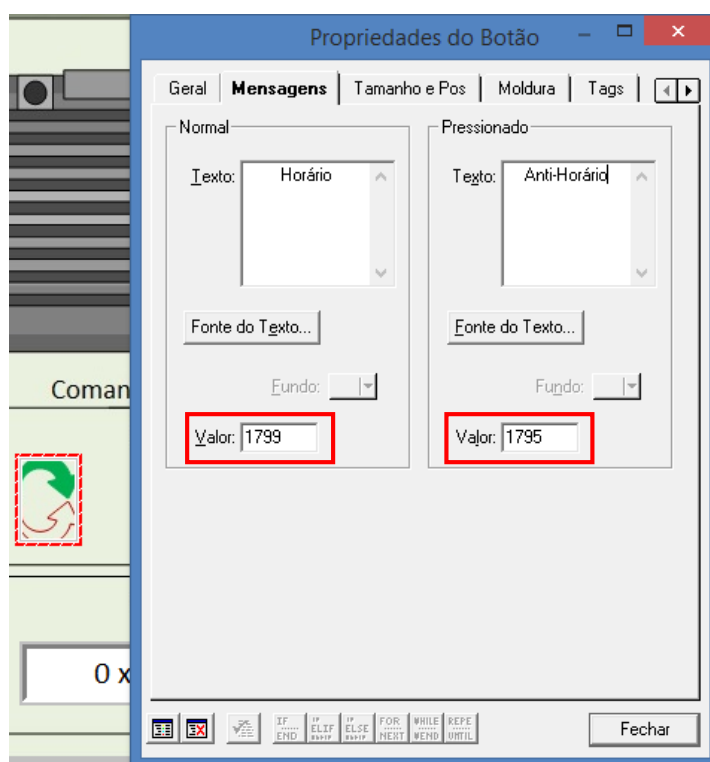 Propriedades do Botão
Geral Mensagens Tamanho e Pos Moldura Tags
Normal Pressionado
Texto: Horário Texto: Anti-Horário
Fonte do Texto... Fonte do Texto...
Fundo: Fundo:
Valor: 1799 Valor: 1795
Coman
0 x
IF END
ELIF
ELSE
FOR NEXT
WHILE WEND
REPE UNTIL
Fechar